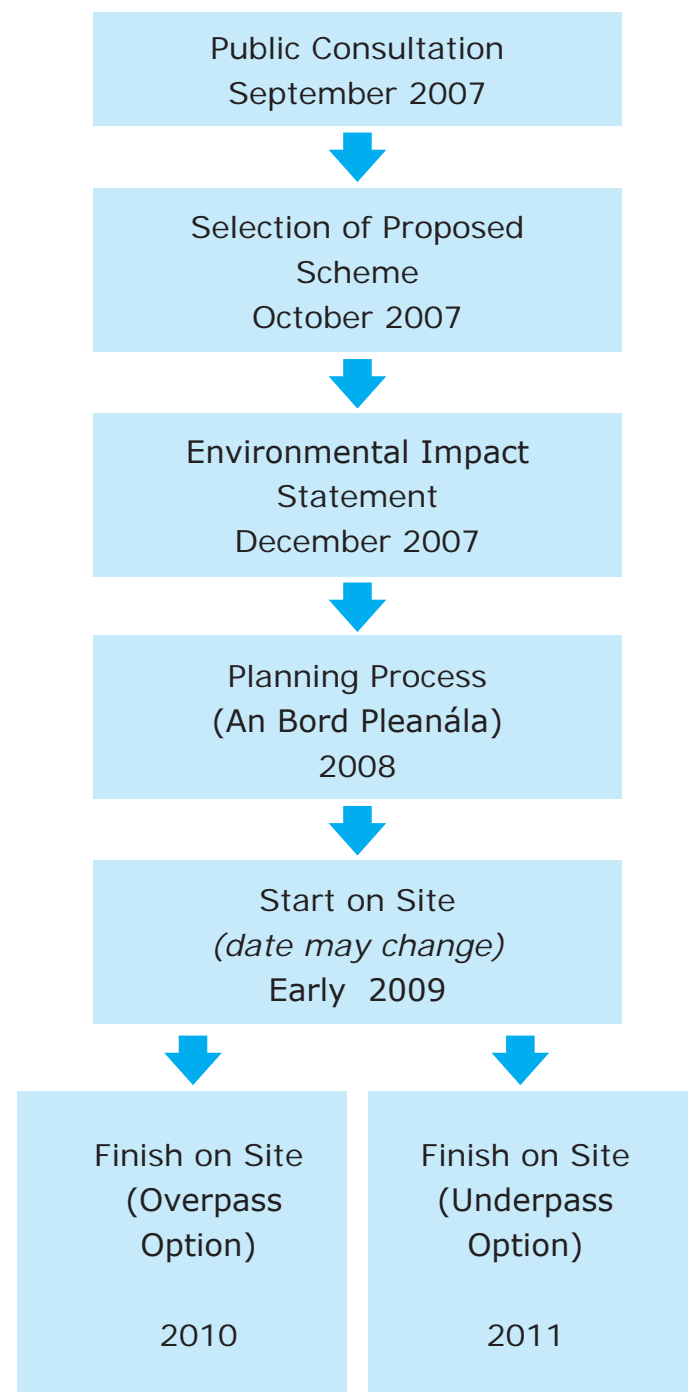 Public Consultation
September 2007
Selection of Proposed
Scheme
October 2007
Environmental Impact
Statement
December 2007
Planning Process
(An Bord Pleanála)
2008
Start on Site
(date may change)
Early 2009
Finish on Site
(Overpass
Option)
2010
Finish on Site
(Underpass
Option)
2011